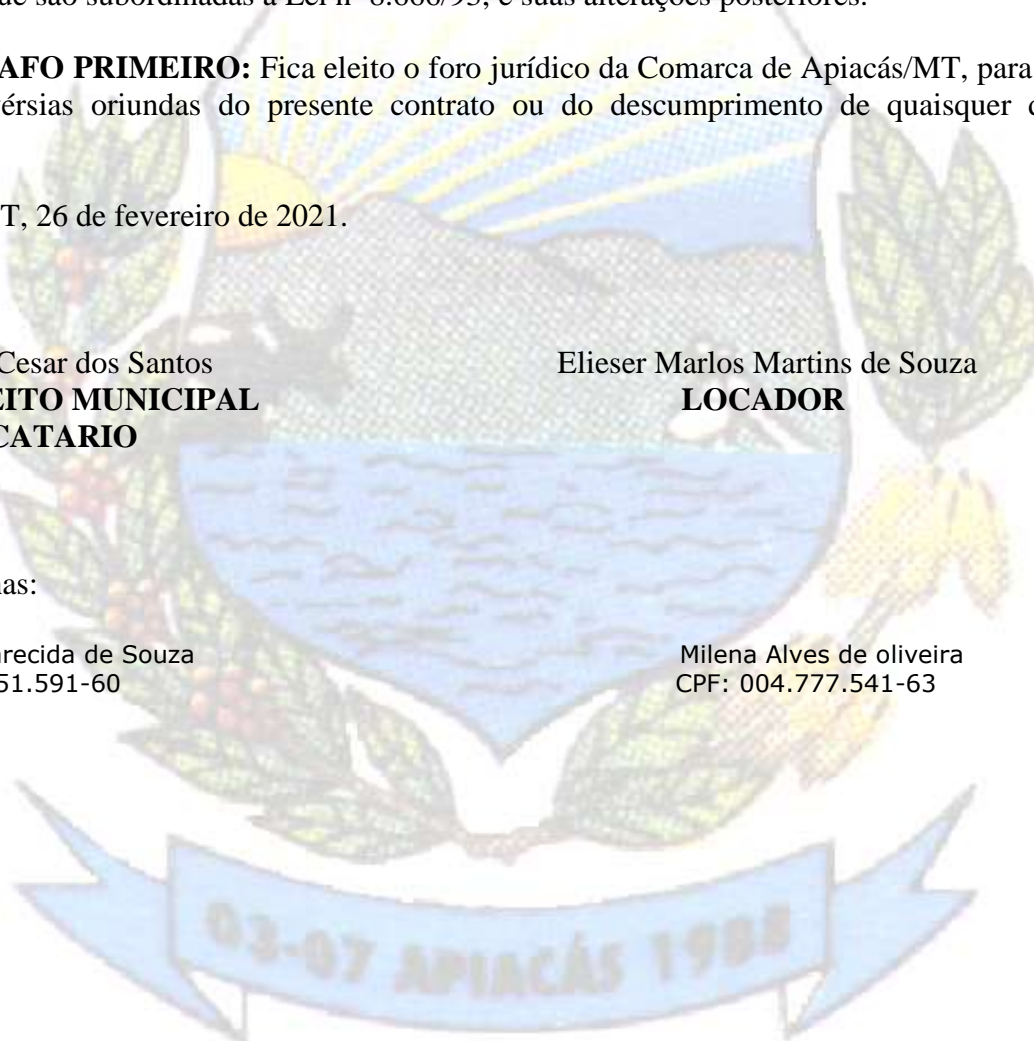 que são subordinadas à Lei nº 8.666/93, e suas alterações posteriores.
AFO PRIMEIRO: Fica eleito o foro jurídico da Comarca de Apiacás/MT, para
vérsias oriundas do presente contrato ou do descumprimento de quaisquer
T, 26 de fevereiro de 2021.
Cesar dos Santos Elieser Marlos Martins de Souza
EITO MUNICIPAL LOCADOR
CATARIO
nas:
arecida de Souza Milena Alves de oliveira
51.591-60 CPF: 004.777.541-63
03-07 APIACÁS 1988